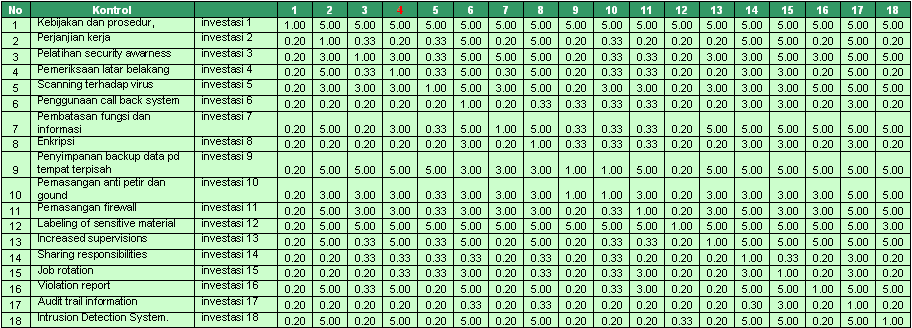 No Kontrol 1 2 3 4 5 6 7 8 9 10 11 12 13 14 15 16 17 18
1 Kebijakan dan prosedur, investasi 1 1.00 5.00 5.00 5.00 5.00 5.00 5.00 5.00 5.00 5.00 5.00 5.00 5.00 5.00 5.00 5.00 5.00 5.00
2 Perjanjian kerja investasi 2 0.20 1.00 0.33 0.20 0.33 5.00 0.20 5.00 0.20 0.33 0.20 0.20 0.20 5.00 5.00 0.20 5.00 0.20
3 Pelatihan security awarness investasi 3 0.20 3.00 1.00 3.00 0.33 5.00 5.00 5.00 0.20 0.33 3.00 0.20 3.00 5.00 3.00 3.00 5.00 5.00
4 Pemeriksaan latar belakang investasi 4 0.20 5.00 0.33 1.00 0.33 5.00 0.30 5.00 0.20 0.33 0.33 0.20 3.00 5.00 3.00 0.20 5.00 0.20
5 Scanning terhadap virus investasi 5 0.20 3.00 3.00 3.00 1.00 5.00 3.00 5.00 3.00 3.00 3.00 0.20 3.00 3.00 5.00 5.00 5.00 5.00
6 Penggunaan call back system investasi 6 0.20 0.20 0.20 0.20 0.20 1.00 0.20 0.33 0.33 0.33 0.33 0.20 0.20 3.00 0.33 0.20 3.00 0.20
Pembatasan fungsi dan investasi 7
7 informasi 0.20 5.00 0.20 3.00 0.33 5.00 1.00 5.00 0.33 0.33 0.33 0.20 5.00 5.00 5.00 5.00 5.00 5.00
8 Enkripsi investasi 8 0.20 0.20 0.20 0.20 0.20 3.00 0.20 1.00 0.33 0.33 0.20 0.20 5.00 3.00 3.00 0.20 3.00 0.20
Penyimpanan backup data pd investasi 9
9 tempat terpisah 0.20 5.00 5.00 5.00 5.00 3.00 3.00 3.00 1.00 1.00 5.00 0.20 5.00 3.00 3.00 5.00 5.00 5.00
Pemasangan anti petir dan investasi 10
10 gound 0.20 3.00 3.00 3.00 0.33 3.00 3.00 3.00 1.00 1.00 3.00 0.20 3.00 3.00 3.00 3.00 3.00 5.00
11 Pemasangan firewall investasi 11 0.20 5.00 3.00 3.00 0.33 3.00 3.00 5.00 0.20 0.33 1.00 0.20 3.00 5.00 3.00 3.00 5.00 5.00
12 Labeling of sensitive material investasi 12 0.20 5.00 5.00 5.00 5.00 5.00 5.00 5.00 5.00 5.00 5.00 1.00 5.00 5.00 5.00 5.00 5.00 3.00
13 Increased supervisions investasi 13 0.20 5.00 0.33 5.00 0.33 5.00 0.20 5.00 0.20 0.33 0.33 0.20 1.00 5.00 5.00 5.00 5.00 5.00
14 Sharing responsibilities investasi 14 0.20 0.20 0.20 0.20 0.33 0.33 0.20 0.33 0.33 0.33 0.20 0.20 0.20 1.00 0.33 0.20 3.00 0.20
15 Job rotation investasi 15 0.20 0.20 0.20 0.33 0.33 3.00 0.20 5.00 0.20 0.33 3.00 0.20 0.20 3.00 1.00 3.00 3.00 0.20
16 Violation report investasi 16 0.20 5.00 0.33 5.00 0.20 5.00 0.20 5.00 0.20 0.33 3.00 0.20 0.20 5.00 5.00 1.00 5.00 5.00
17 Audit trail information investasi 17 0.20 0.20 0.20 0.20 0.20 0.33 0.20 0.33 0.20 0.20 0.20 0.20 0.20 3.00 3.00 0.20 1.00 0.20
18 Intrusion Detection System. investasi 18 0.20 5.00 0.20 5.00 0.20 5.00 0.20 5.00 0.20 0.20 0.20 0.33 0.20 5.00 5.00 0.20 5.00 1.00